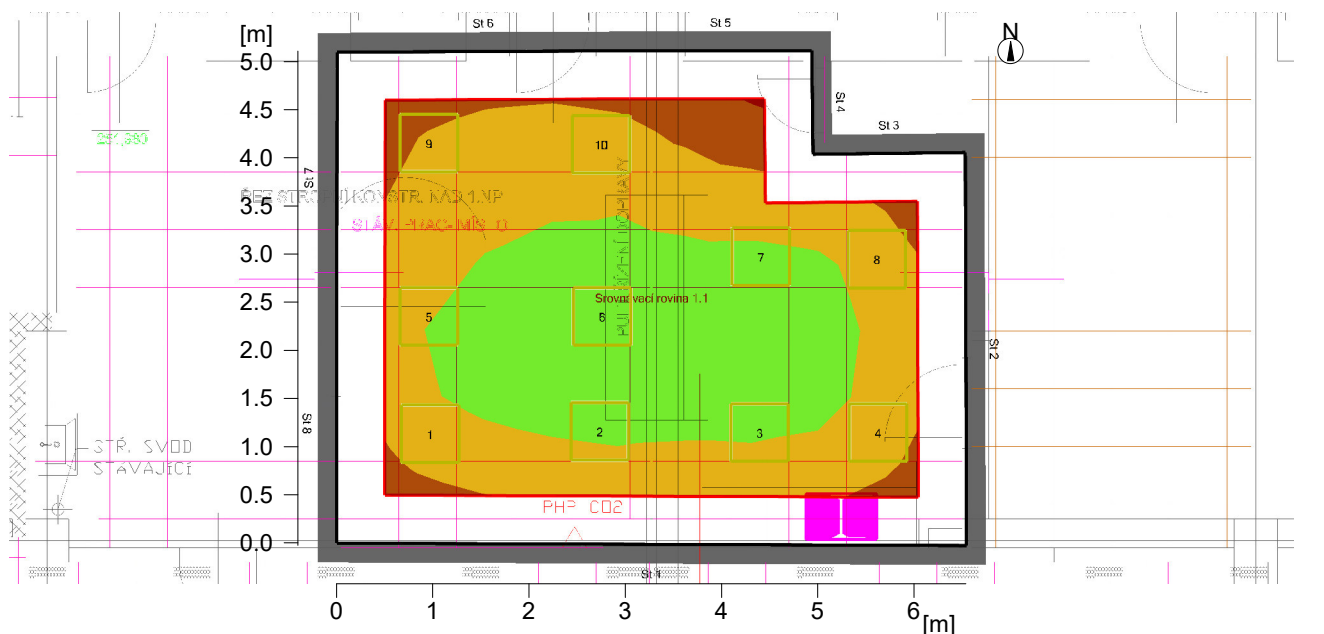 St 6
St 5
[m]
N
5.0
4.5
4.0
3.5
3.0
2.5
2.0
1.5
1.0
0.5
0.0
St 4
St 3
9
10
St 7
PULT ŘÍZENÍ DOPRAVY
7
8
Srovnávací rovina 1.1
5
6
St 2
St 8
1
2
3
4
STŘ. SVOD
STÁVAJÍCÍ
PHP CO2
St 1
0
1
2
3
4
5
6
[m]